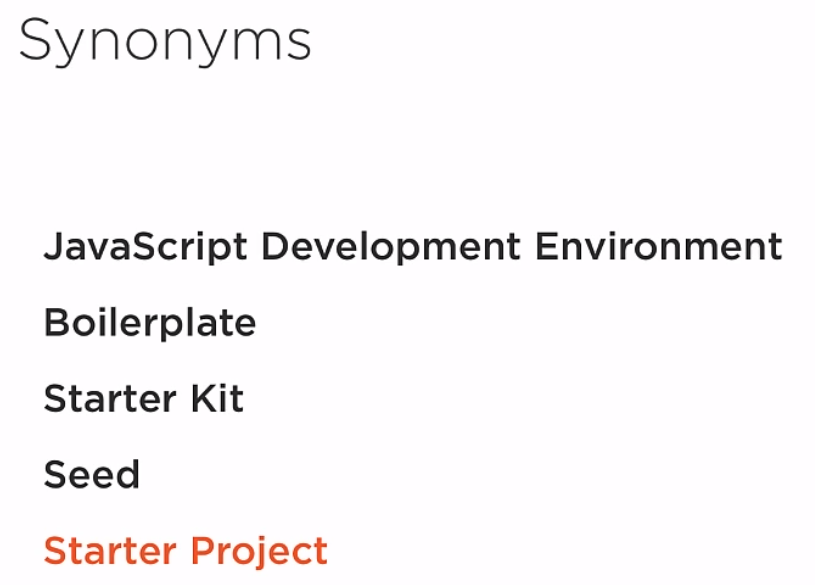 Synonyms
JavaScript Development Environment
Boilerplate
Starter Kit
Seed
Starter Project